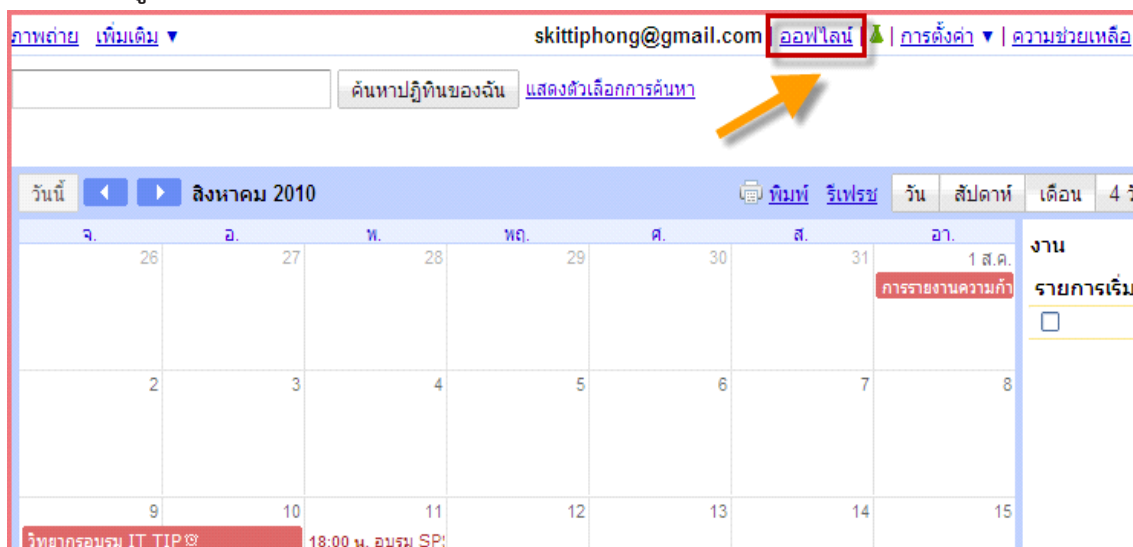 ภาพถ่าย เพิ่มเติม ▼ skittiphong@gmail.com | ออฟไลน์ | | การตั้งค่า ▼ | ความช่วยเหลือ
ค้นหาปฏิทินของฉัน แสดงตัวเลือกการค้นหา
วันนี้ สิงหาคม 2010 พิมพ์ รีเฟรช วัน สัปดาห์ เดือน 4
จ. อ. พ. พฤ. ศ. ส. อา.
งาน
26 27 28 29 30 31 1 ส.ค.
การรายงานความก้า
รายการเริ่ม
2 3 4 5 6 7 8
9 10 11 12 13 14 15
วิทยากรอบรม IT TIP 18:00 น. อบรม SPS